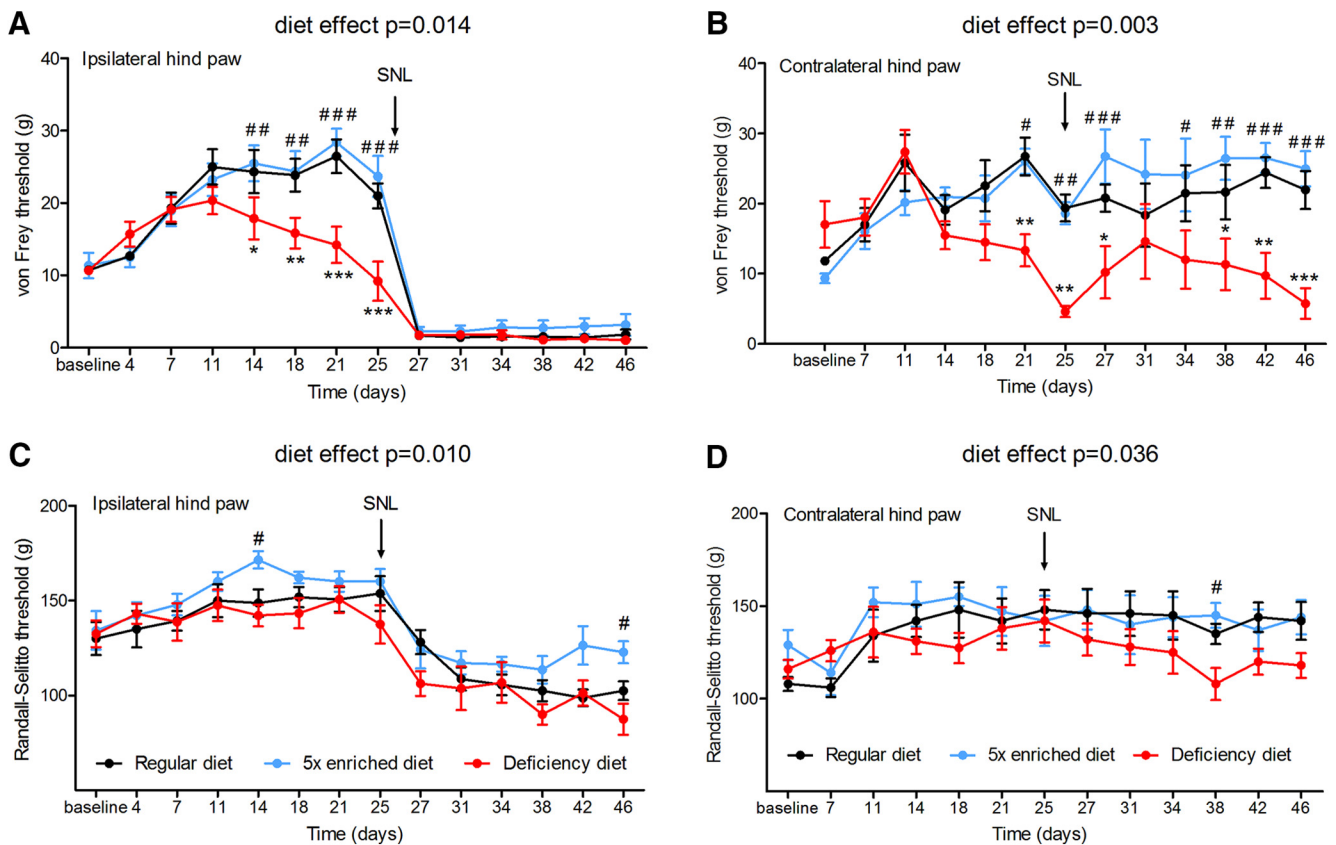 A
diet effect p=0.014
Ipsilateral hind paw
SNL
von Frey threshold (g)
40
30
20
10
0
## ## ### ###
* ** *** ***
baseline 4 7 11 14 18 21 25 27 31 34 38 42 46
Time (days)
B
diet effect p=0.003
Contralateral hind paw
SNL
von Frey threshold (g)
40
30
20
10
0
# ## ### # ## ### ###
** ** * * ** ***
baseline 7 11 14 18 21 25 27 31 34 38 42 46
Time (days)
C
diet effect p=0.010
Ipsilateral hind paw
SNL
Randall-Selitto threshold (g)
200
150
100
# #
Regular diet 5x enriched diet Deficiency diet
baseline 4 7 11 14 18 21 25 27 31 34 38 42 46
Time (days)
D
diet effect p=0.036
Contralateral hind paw
SNL
Randall-Selitto threshold (g)
200
150
100
#
Regular diet 5x enriched diet Deficiency diet
baseline 7 11 14 18 21 25 27 31 34 38 42 46
Time (days)